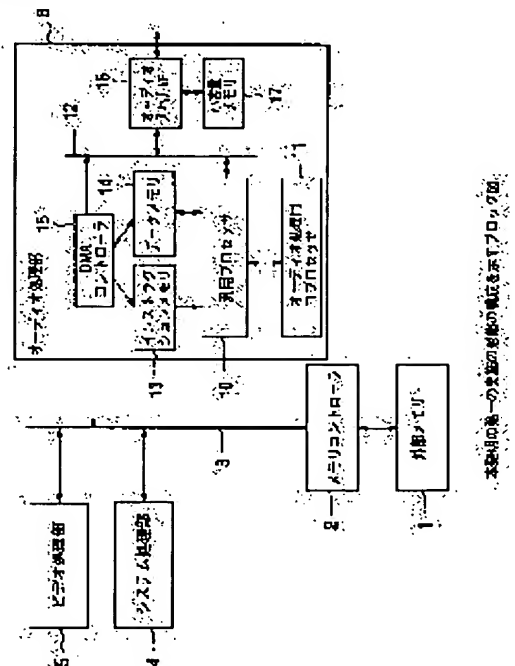 8
オーディオ処理部
15
DMA
コントローラ
12
16
オーディオ
14
データメモリ
メモリ
17
13
インストラク
ションメモリ
10
汎用プロセッサ
オーディオ処理用
コプロセッサ
1
5
ビデオ処理部
4
システム処理部
3
2
メモリコントローラ
1
外部メモリ
本発明の第一の実施の形態の構成を示すブロック図